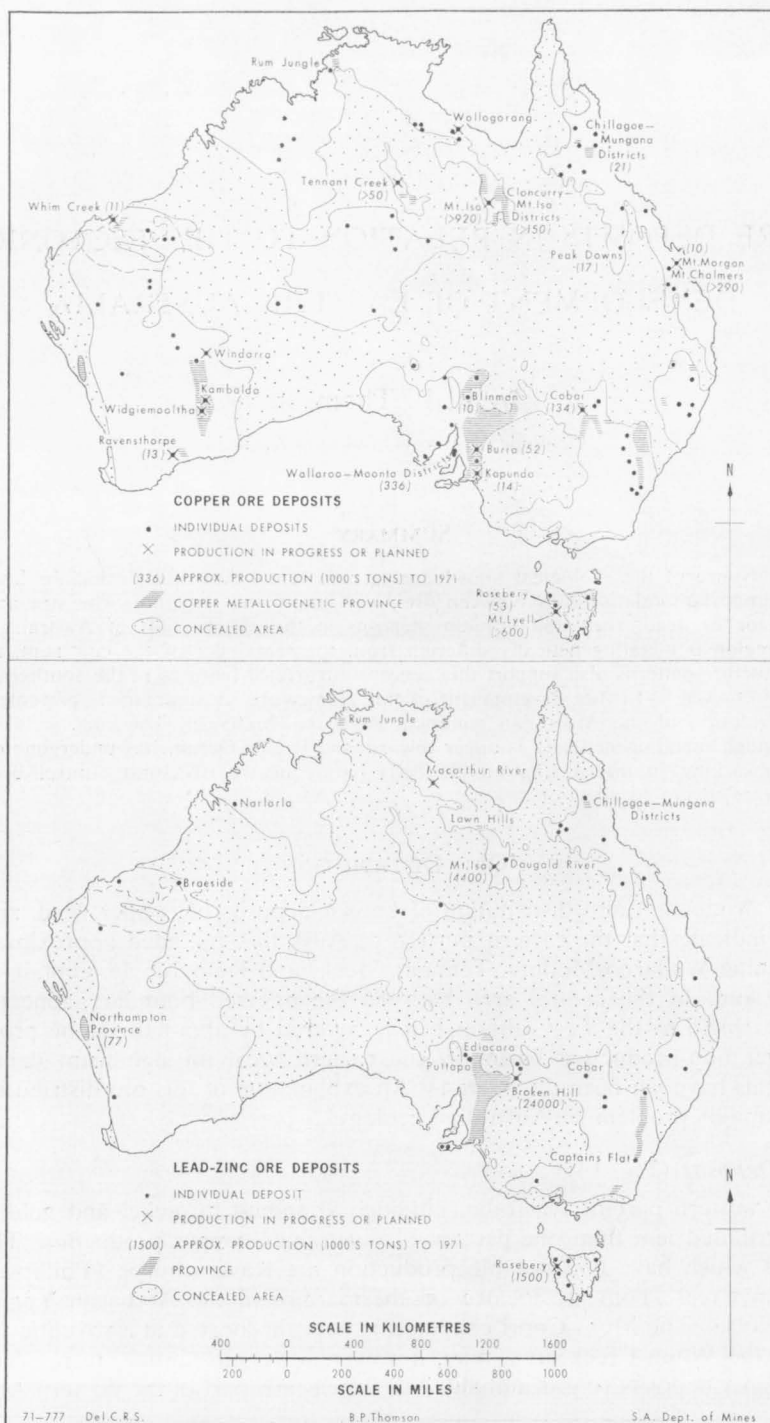 Rum Jungle
Wollogorang
Chillagoe—
Mungana
Districts
(21)
Tennant Creek
(>50)
Mt.Isa
(>920)
Cloncurry—
Mt.Isa
Districts
(>150)
Whim Creek (11)
Peak Downs
(17)
(10)
Mt.Morgan
Mt.Chalmers
(>290)
Windarra
Kambalda
Widgiemooltha
Ravensthorpe
(13)
Blinman
(10)
Cobar
(134)
Burra (52)
Wallaroo—Moonta Districts
(336)
Kapunda
(14)
N
COPPER ORE DEPOSITS
INDIVIDUAL DEPOSITS
PRODUCTION IN PROGRESS OR PLANNED
(336) APPROX. PRODUCTION (1000'S TONS) TO 1971
COPPER METALLOGENETIC PROVINCE
CONCEALED AREA
Rosebery
(53)
Mt.Lyell
(>600)
Rum Jungle
Macarthur River
Narlarla
Lawn Hills
Chillagoe—Mungana
Districts
Mt.Isa
(4400)
Dougald River
Braeside
Northampton
Province
(77)
Ediacara
Puttapa
Cobar
Broken Hill
(24000)
Captains Flat
N
LEAD-ZINC ORE DEPOSITS
INDIVIDUAL DEPOSIT
PRODUCTION IN PROGRESS OR PLANNED
(1500) APPROX. PRODUCTION (1000'S TONS) TO 1971
PROVINCE
CONCEALED AREA
Rosebery
(1500)
SCALE IN KILOMETRES
400 0 400 800 1200 1600
200 0 200 400 600 800 1000
SCALE IN MILES
71-777 Del.C.R.S. B.P.Thomson S.A. Dept. of Mines